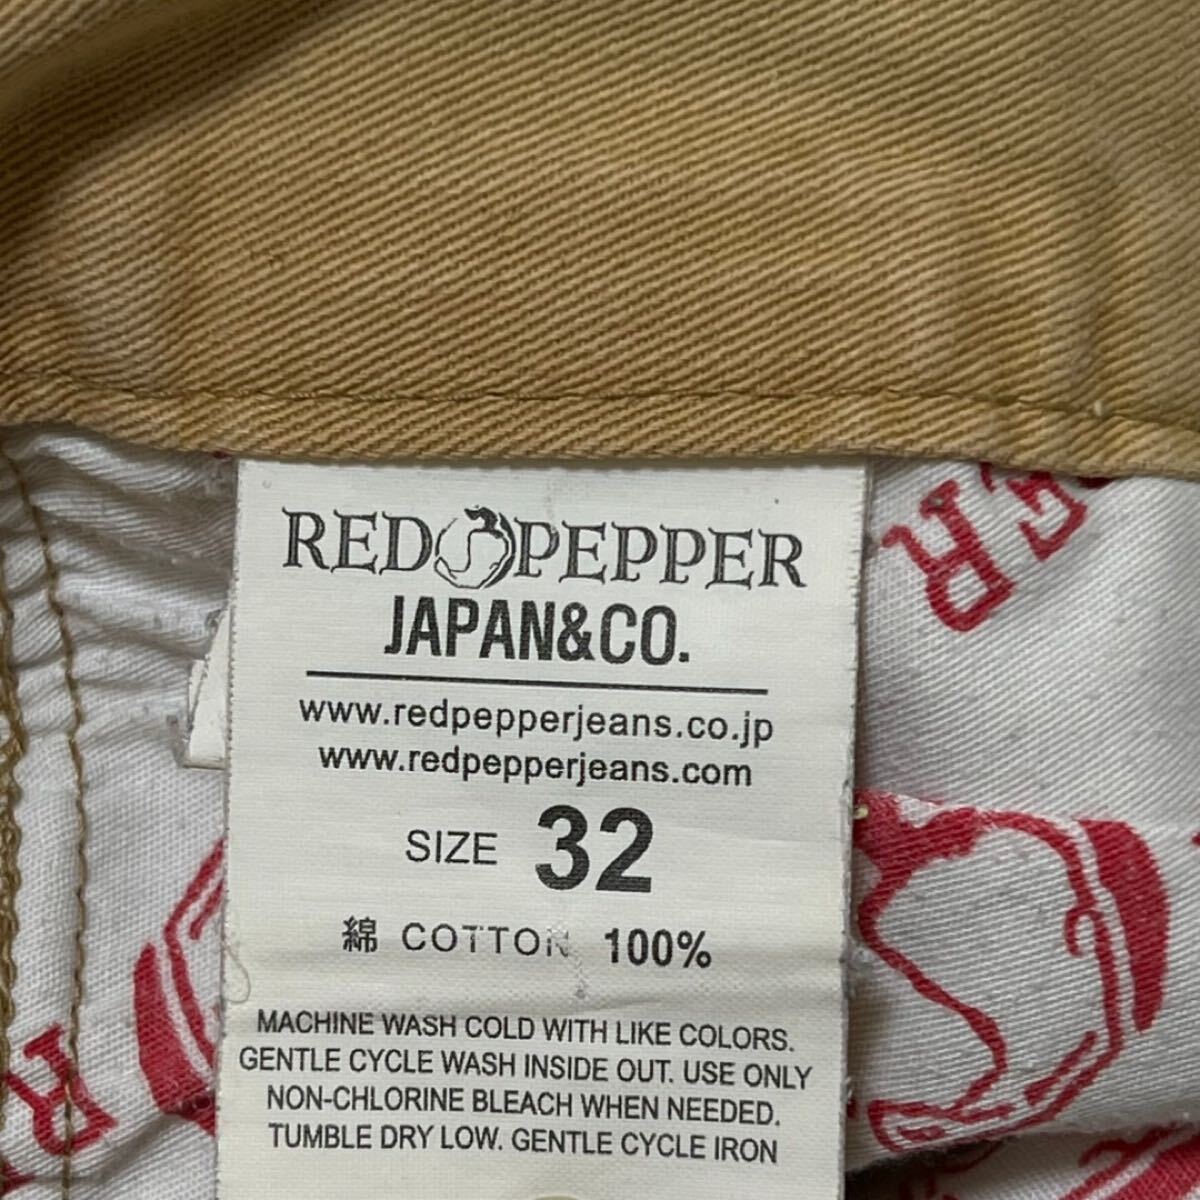 RED PEPPER
JAPAN&CO.
www.redpepperjeans.co.jp
www.redpepperjeans.com
SIZE 32
綿 COTTON 100%
MACHINE WASH COLD WITH LIKE COLORS.
GENTLE CYCLE WASH INSIDE OUT. USE ONLY
NON-CHLORINE BLEACH WHEN NEEDED.
TUMBLE DRY LOW. GENTLE CYCLE IRON
ER
R